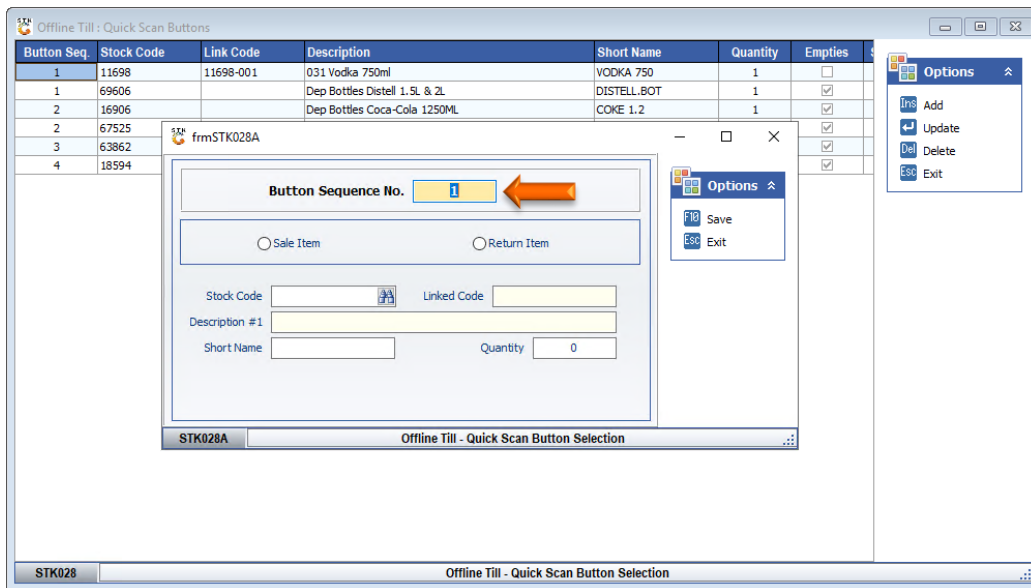 Offline Till : Quick Scan Buttons
Button Seq. Stock Code Link Code Description Short Name Quantity Empties
1 11698 11698-001 031 Vodka 750ml VODKA 750 1
1 69606 Dep Bottles Distell 1.5L & 2L DISTELL.BOT 1
2 16906 Dep Bottles Coca-Cola 1250ML COKE 1.2 1
2 67525
3 63862
4 18594
Options
Ins Add
Update
Del Delete
Esc Exit
frmSTK028A
Button Sequence No. 1
Sale Item Return Item
Stock Code Linked Code
Description #1
Short Name Quantity 0
Options
F10 Save
Esc Exit
STK028A Offline Till - Quick Scan Button Selection
STK028 Offline Till - Quick Scan Button Selection